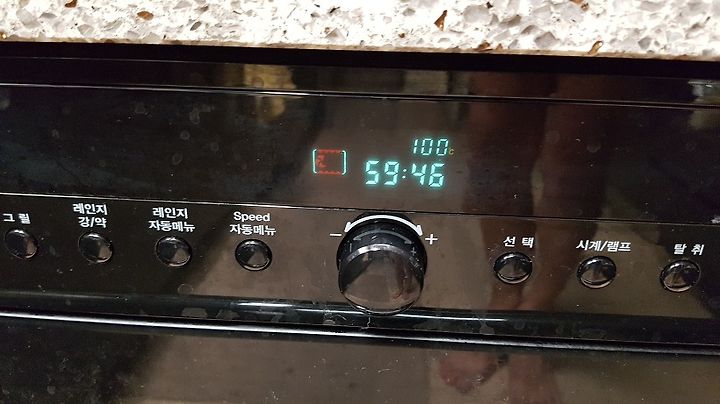 100c
59:46
그 릴
레인지
강/약
레인지
자동메뉴
Speed
자동메뉴
- +
선 택
시계/램프
탈 취